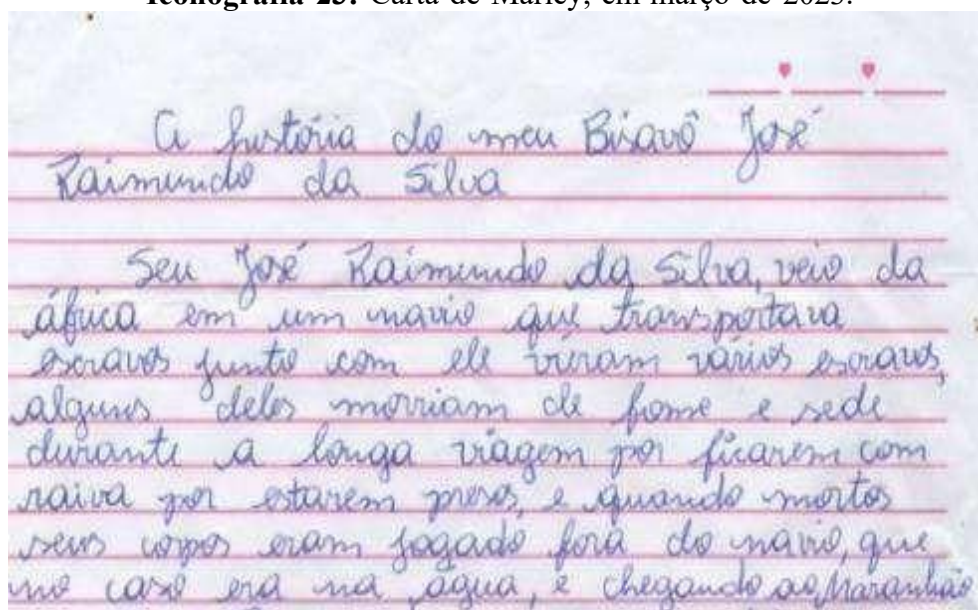 Iconografia 25: Carta de Marley, em março de 2023.
A história do meu Bisavô José
Raimundo da Silva
Seu José Raimundo da Silva, veio da
áfrica em um navio que transportava
escravos junto com ele vieram vários escravos,
alguns deles morriam de fome e sede
durante a longa viagem por ficarem com
raiva por estarem presos, e quando mortos
seus corpos eram jogado fora do navio, que
no caso era na água, e chegando ao Maranhão